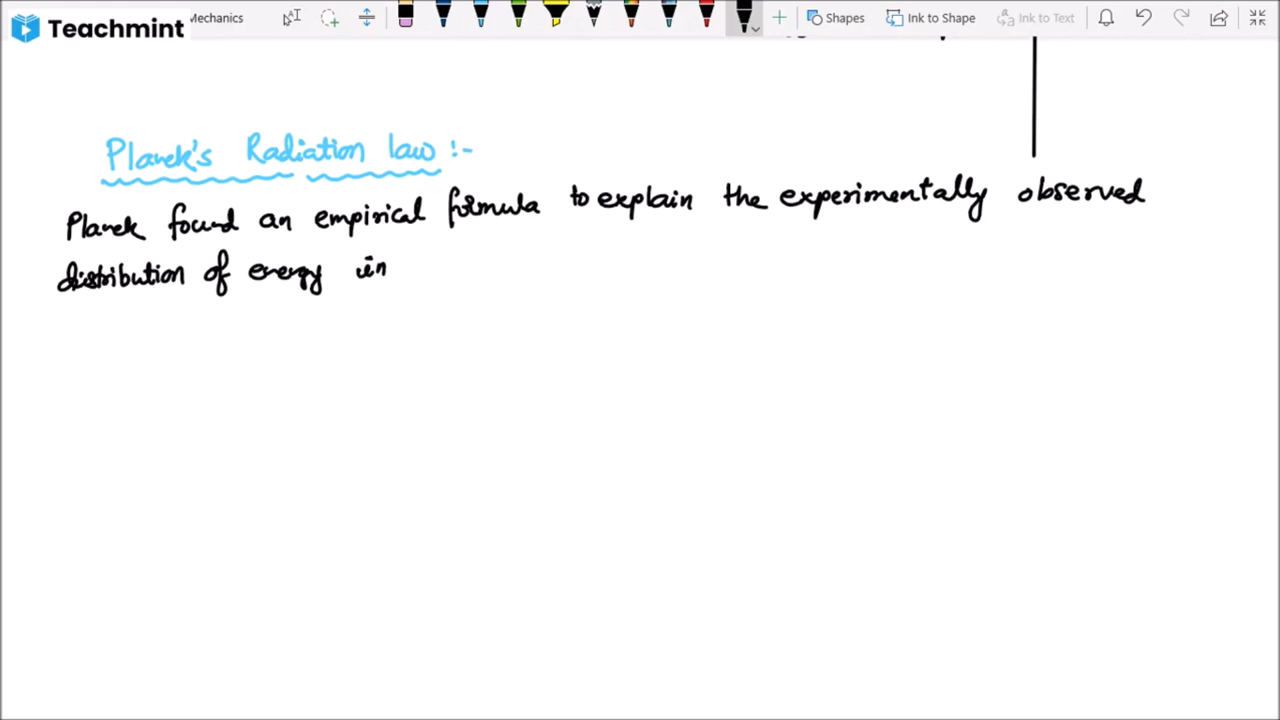 Teachmint
Mechanics
Shapes
Ink to Shape
Ink to Text
Planck's Radiation law :-
Planck found an empirical formula to explain the experimentally observed
distribution of energy in